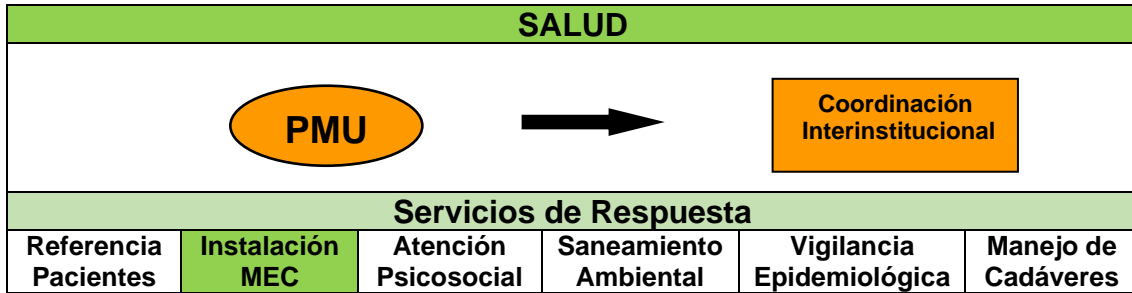 SALUD
PMU
Coordinación
Interinstitucional
Servicios de Respuesta
Referencia
Pacientes
Instalación
MEC
Atención
Psicosocial
Saneamiento
Ambiental
Vigilancia
Epidemiológica
Manejo de
Cadáveres